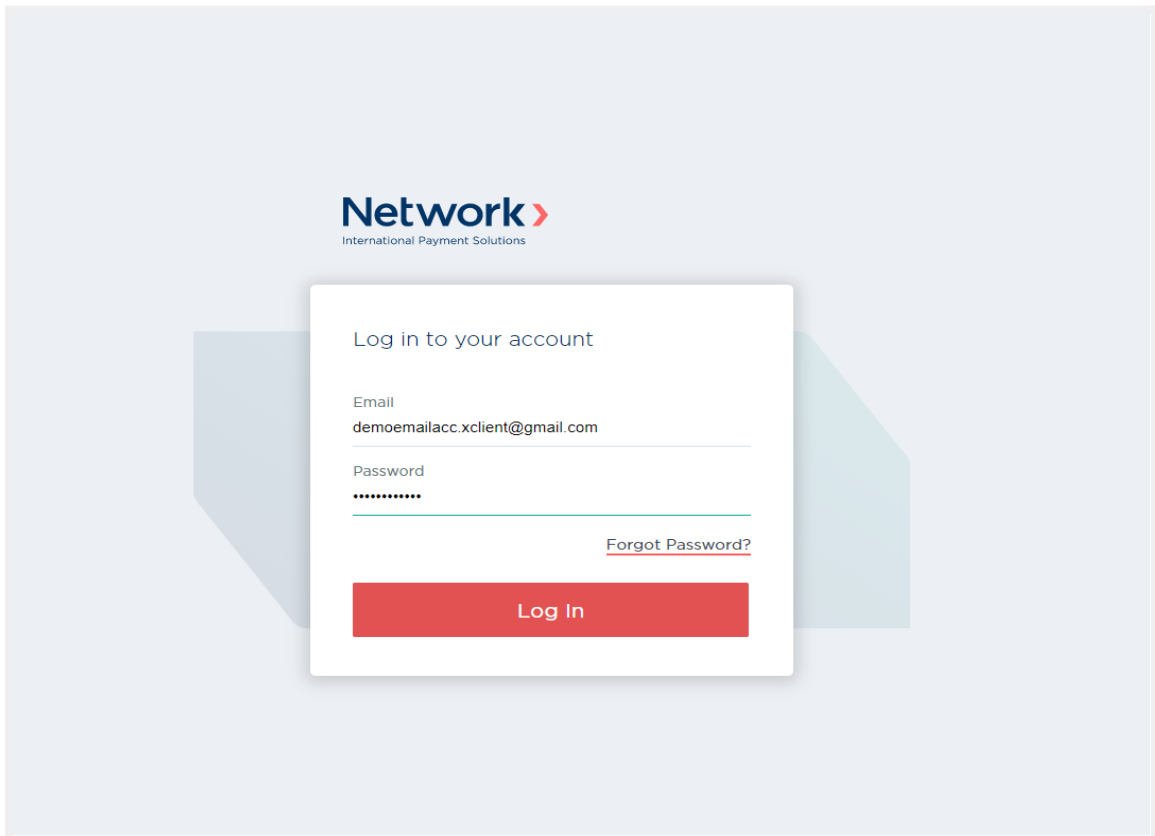 Network
International Payment Solutions
Log in to your account
Email
demoemailacc.xclient@gmail.com
Password
••••••••••••
Forgot Password?
Log In